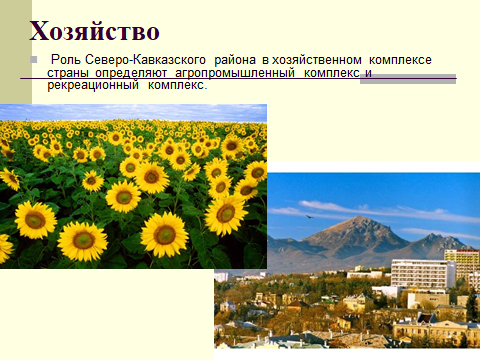 Хозяйство
Роль Северо-Кавказского района в хозяйственном комплексе
страны определяют агропромышленный комплекс и
рекреационный комплекс.